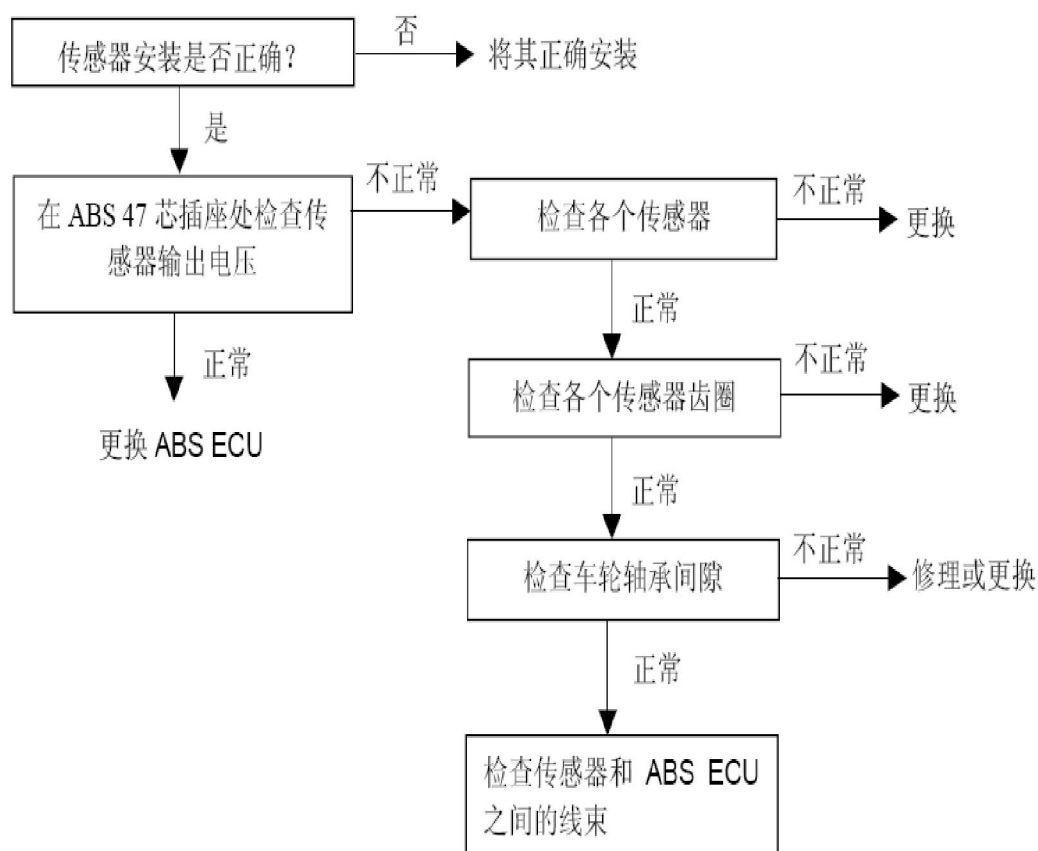 传感器安装是否正确?
否
将其正确安装
是
在 ABS 47 芯插座处检查传
感器输出电压
不正常
检查各个传感器
不正常
更换
正常
正常
更换 ABS ECU
检查各个传感器齿圈
不正常
更换
正常
检查车轮轴承间隙
不正常
修理或更换
正常
检查传感器和 ABS ECU
之间的线束